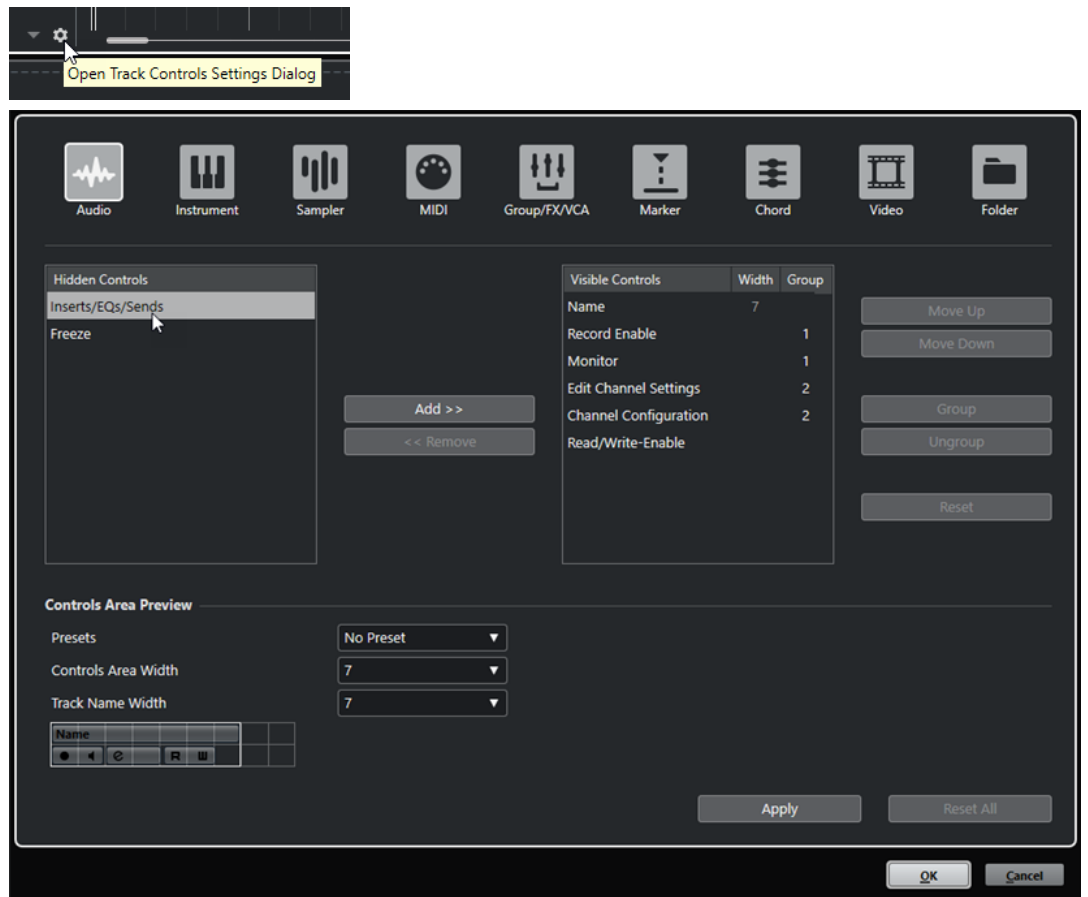 Open Track Controls Settings Dialog
Audio Instrument Sampler MIDI Group/FX/VCA Marker Chord Video Folder
Hidden Controls
Inserts/EQs/Sends
Freeze
Add >>
<< Remove
Visible Controls Width Group
Name 7
Record Enable 1
Monitor 1
Edit Channel Settings 2
Channel Configuration 2
Read/Write-Enable
Move Up
Move Down
Group
Ungroup
Reset
Controls Area Preview
Presets No Preset
Controls Area Width 7
Track Name Width 7
Name
e R W
Apply Reset All
OK Cancel